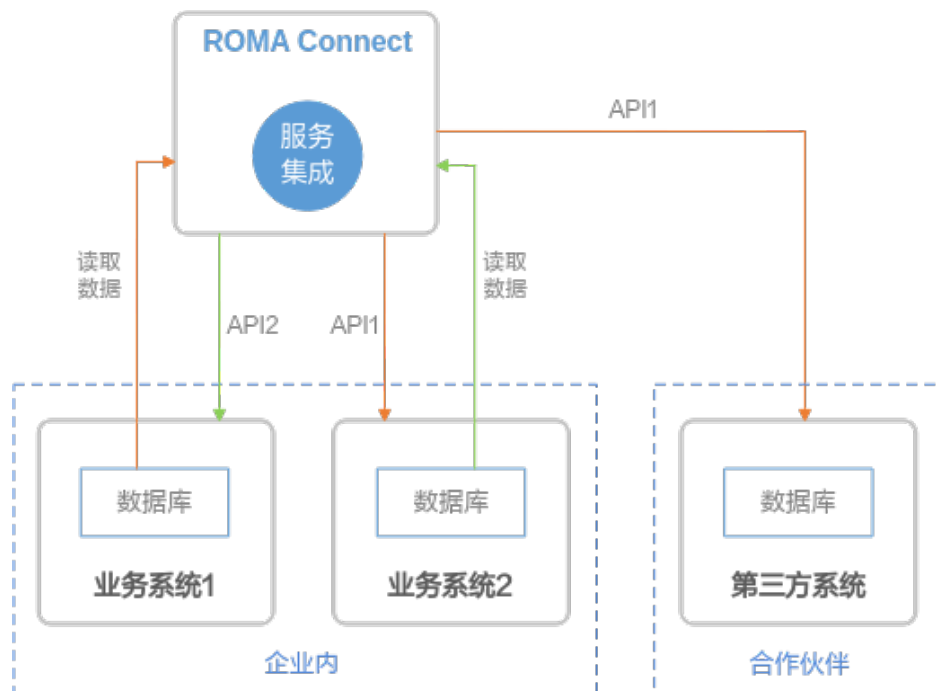 ROMA Connect
服务
集成
API1
读取
数据
API2
API1
读取
数据
数据库
业务系统1
数据库
业务系统2
数据库
第三方系统
企业内
合作伙伴